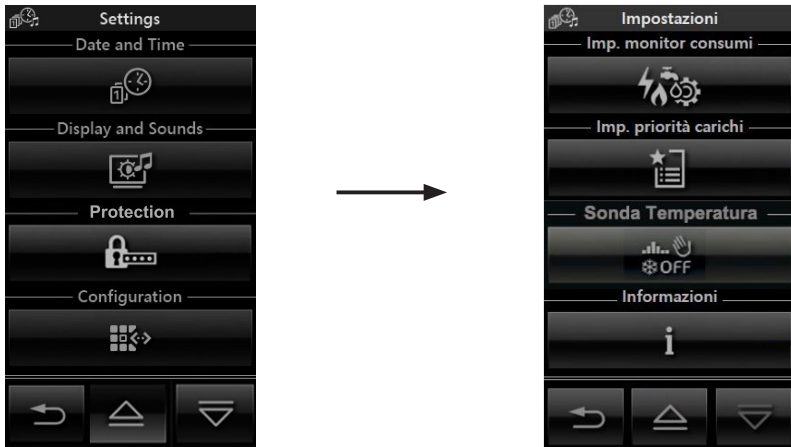 Settings
Date and Time
1
Display and Sounds
Protection
Configuration
Impostazioni
Imp. monitor consumi
Imp. priorità carichi
Sonda Temperatura
OFF
Informazioni
i